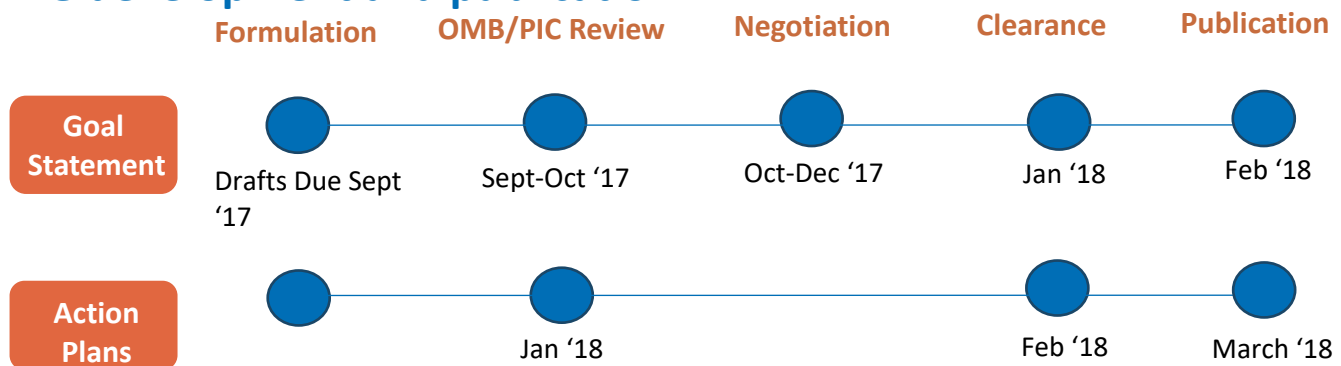 Formulation OMB/PIC Review Negotiation Clearance Publication
Goal
Statement
Drafts Due Sept
‘17
Sept-Oct ‘17
Oct-Dec ‘17
Jan ‘18
Feb ‘18
Action
Plans
Jan ‘18
Feb ‘18
March ‘18